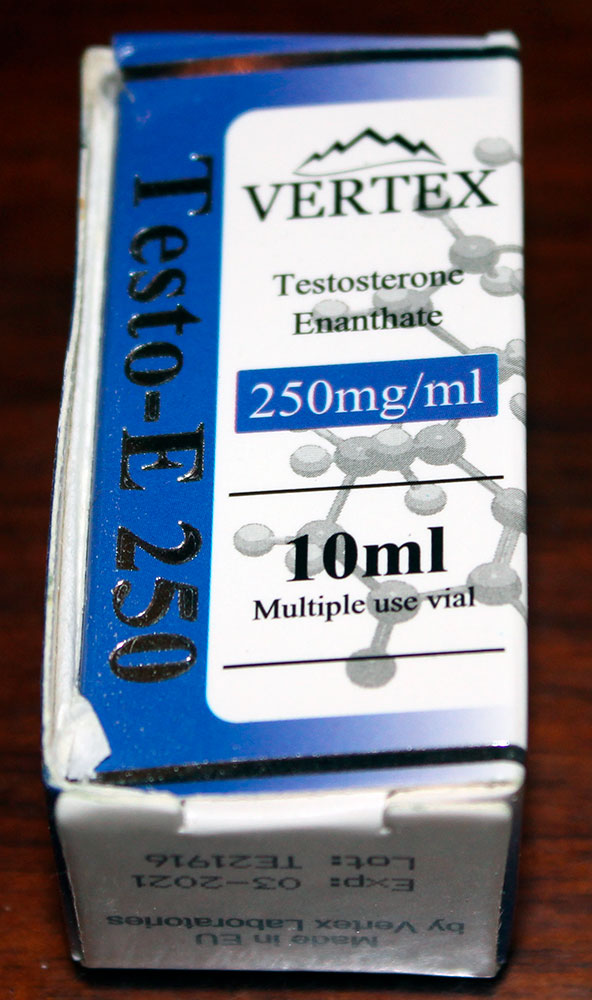 Testo-E 250
VERTEX
Testosterone
Enanthate
250mg/ml
10ml
Multiple use vial
Made in EU
by Vertex Laboratories
Exp: 03-2021
Lot: TE21916